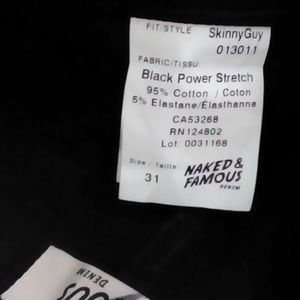 FIT/STYLE SkinnyGuy
013011
FABRIC/TISSU
Black Power Stretch
95% Cotton / Coton
5% Elastane/Elasthanne
CA53268
RN124802
Lot: 0031168
Size / Taille
31
NAKED &
FAMOUS
DENIM
DENIM